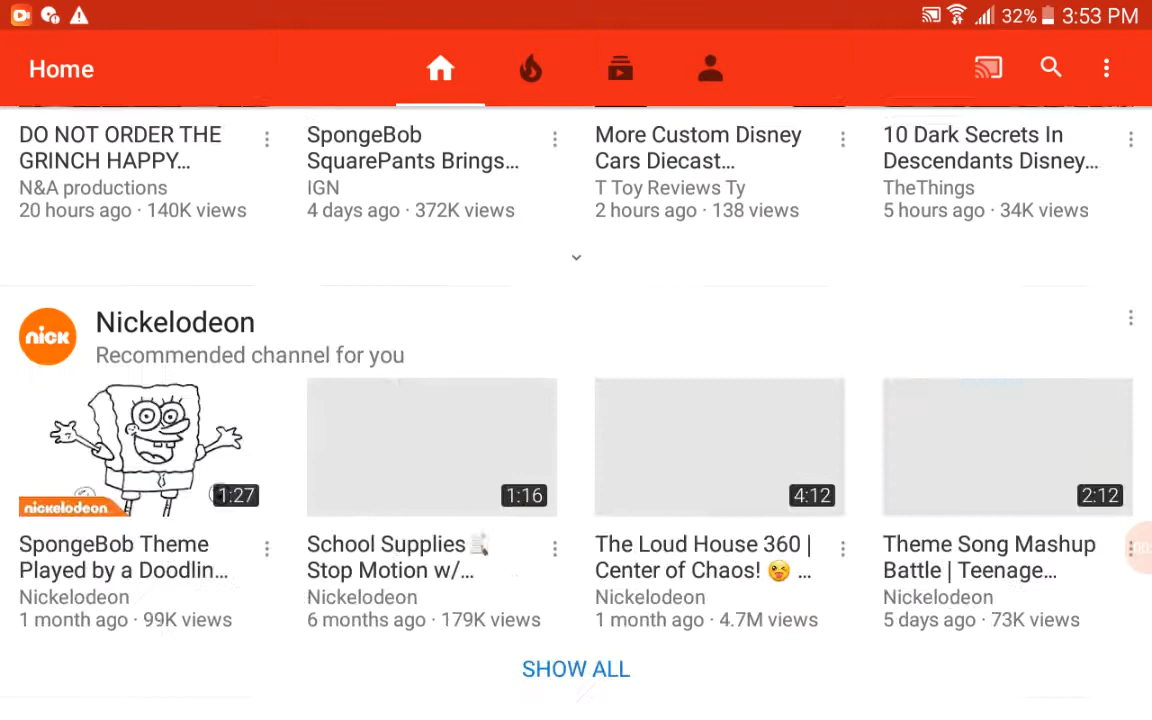 32% 3:53 PM
Home
DO NOT ORDER THE
GRINCH HAPPY...
N&A productions
20 hours ago · 140K views
SpongeBob
SquarePants Brings...
IGN
4 days ago · 372K views
More Custom Disney
Cars Diecast...
T Toy Reviews Ty
2 hours ago · 138 views
10 Dark Secrets In
Descendants Disney...
TheThings
5 hours ago · 34K views
nick
Nickelodeon
Recommended channel for you
nickelodeon
1:27
SpongeBob Theme
Played by a Doodlin...
Nickelodeon
1 month ago · 99K views
1:16
School Supplies
Stop Motion w/...
Nickelodeon
6 months ago · 179K views
4:12
The Loud House 360 |
Center of Chaos! 😜 ...
Nickelodeon
1 month ago · 4.7M views
2:12
Theme Song Mashup
Battle | Teenage...
Nickelodeon
5 days ago · 73K views
SHOW ALL